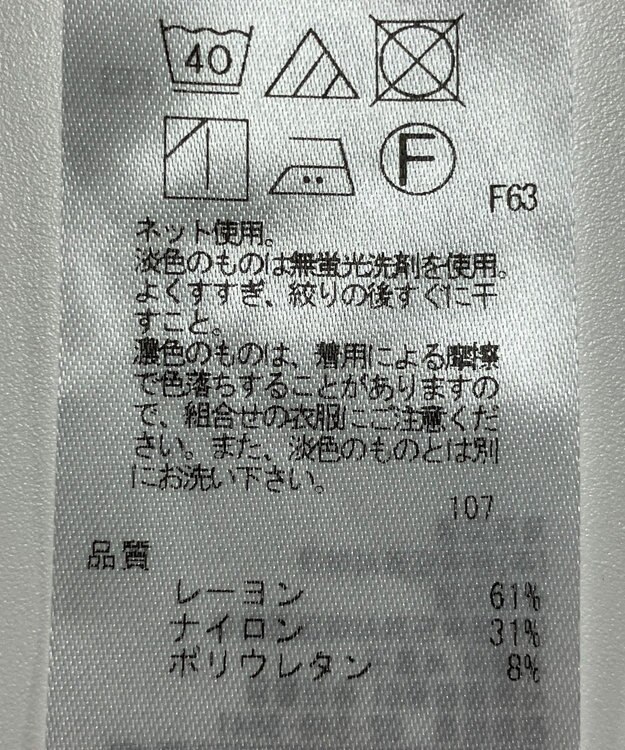 40
F
F63
ネット使用。
淡色のものは無蛍光洗剤を使用。
よくすすぎ、絞りの後すぐに干
すこと。
濃色のものは、着用による摩擦
で色落ちすることがありますの
で、組合せの衣服にご注意くだ
さい。また、淡色のものとは別
にお洗い下さい。
107
品質
レーヨン 61%
ナイロン 31%
ポリウレタン 8%